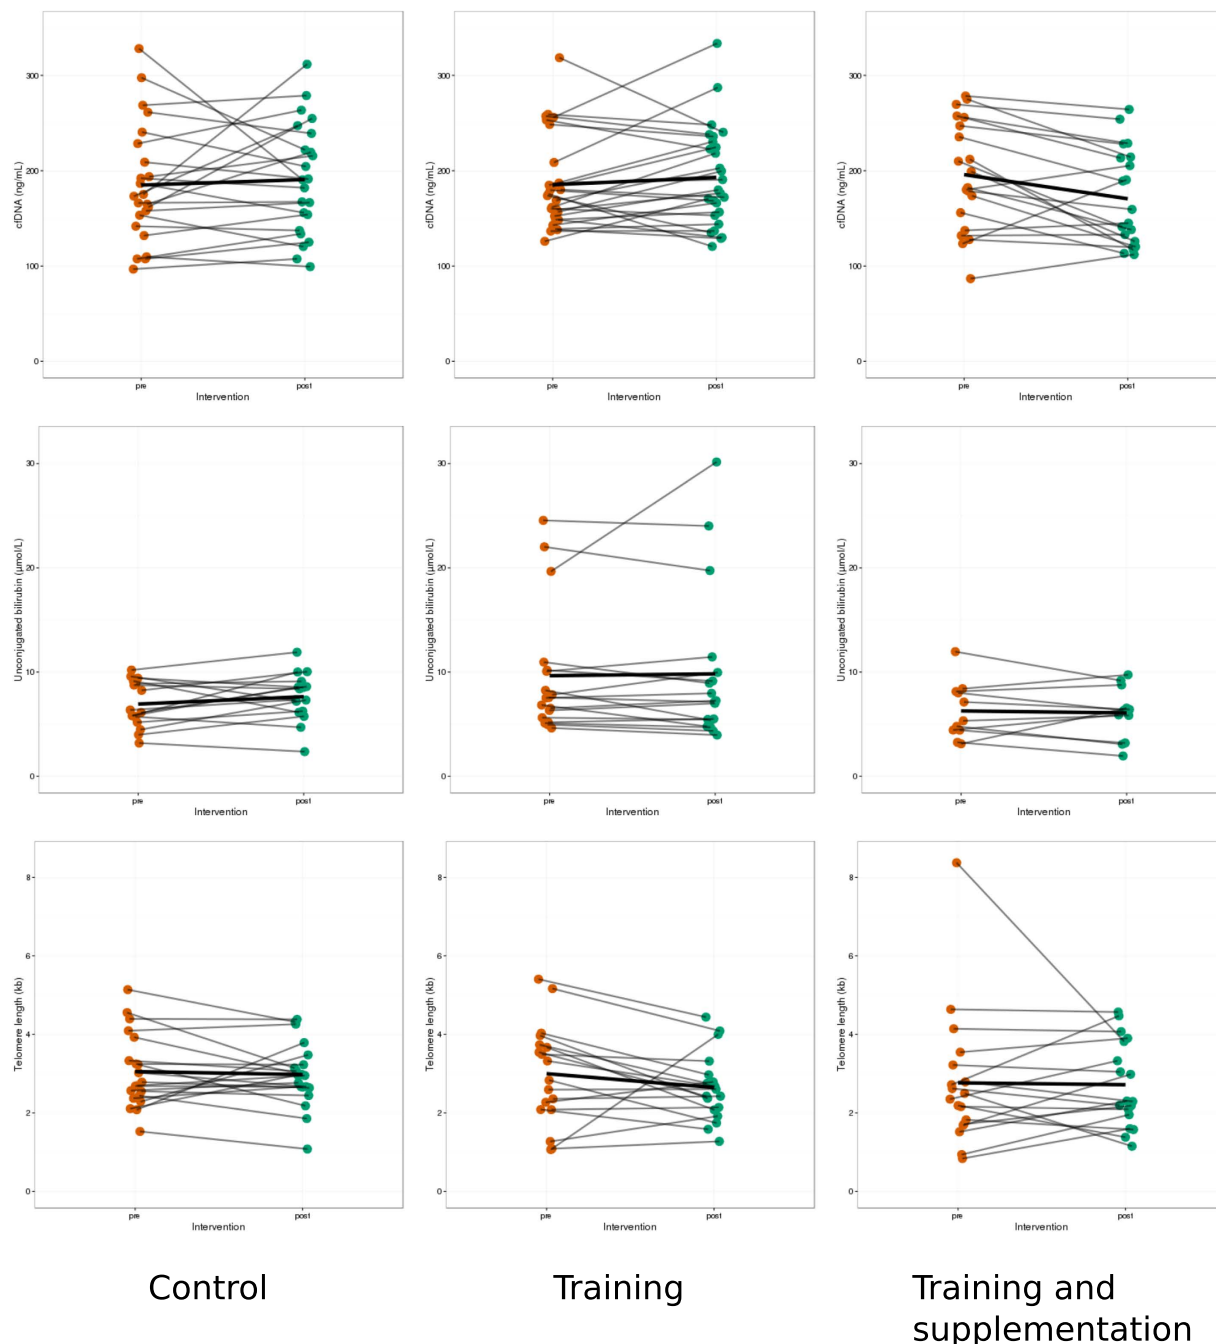 300
200
100
0
cfDNA (ng/mL)
pre
post
Intervention
300
200
100
0
cfDNA (ng/mL)
pre
post
Intervention
300
200
100
0
cfDNA (ng/mL)
pre
post
Intervention
30
20
10
0
Unconjugated bilirubin (µmol/L)
pre
post
Intervention
30
20
10
0
Unconjugated bilirubin (µmol/L)
pre
post
Intervention
30
20
10
0
Unconjugated bilirubin (µmol/L)
pre
post
Intervention
8
6
4
2
0
Telomere length (kb)
pre
post
Intervention
8
6
4
2
0
Telomere length (kb)
pre
post
Intervention
8
6
4
2
0
Telomere length (kb)
pre
post
Intervention
Control
Training
Training and
supplementation